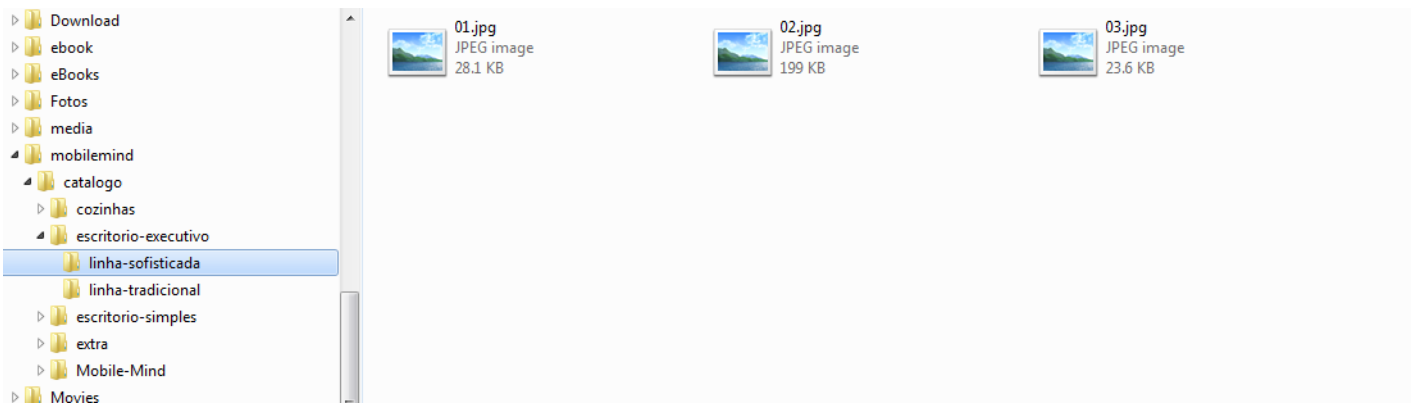 Download
ebook
eBooks
Fotos
media
mobilemind
catalogo
cozinhas
escritorio-executivo
linha-sofisticada
linha-tradicional
escritorio-simples
extra
Mobile-Mind
Movies
01.jpg
JPEG image
28.1 KB
02.jpg
JPEG image
199 KB
03.jpg
JPEG image
23.6 KB